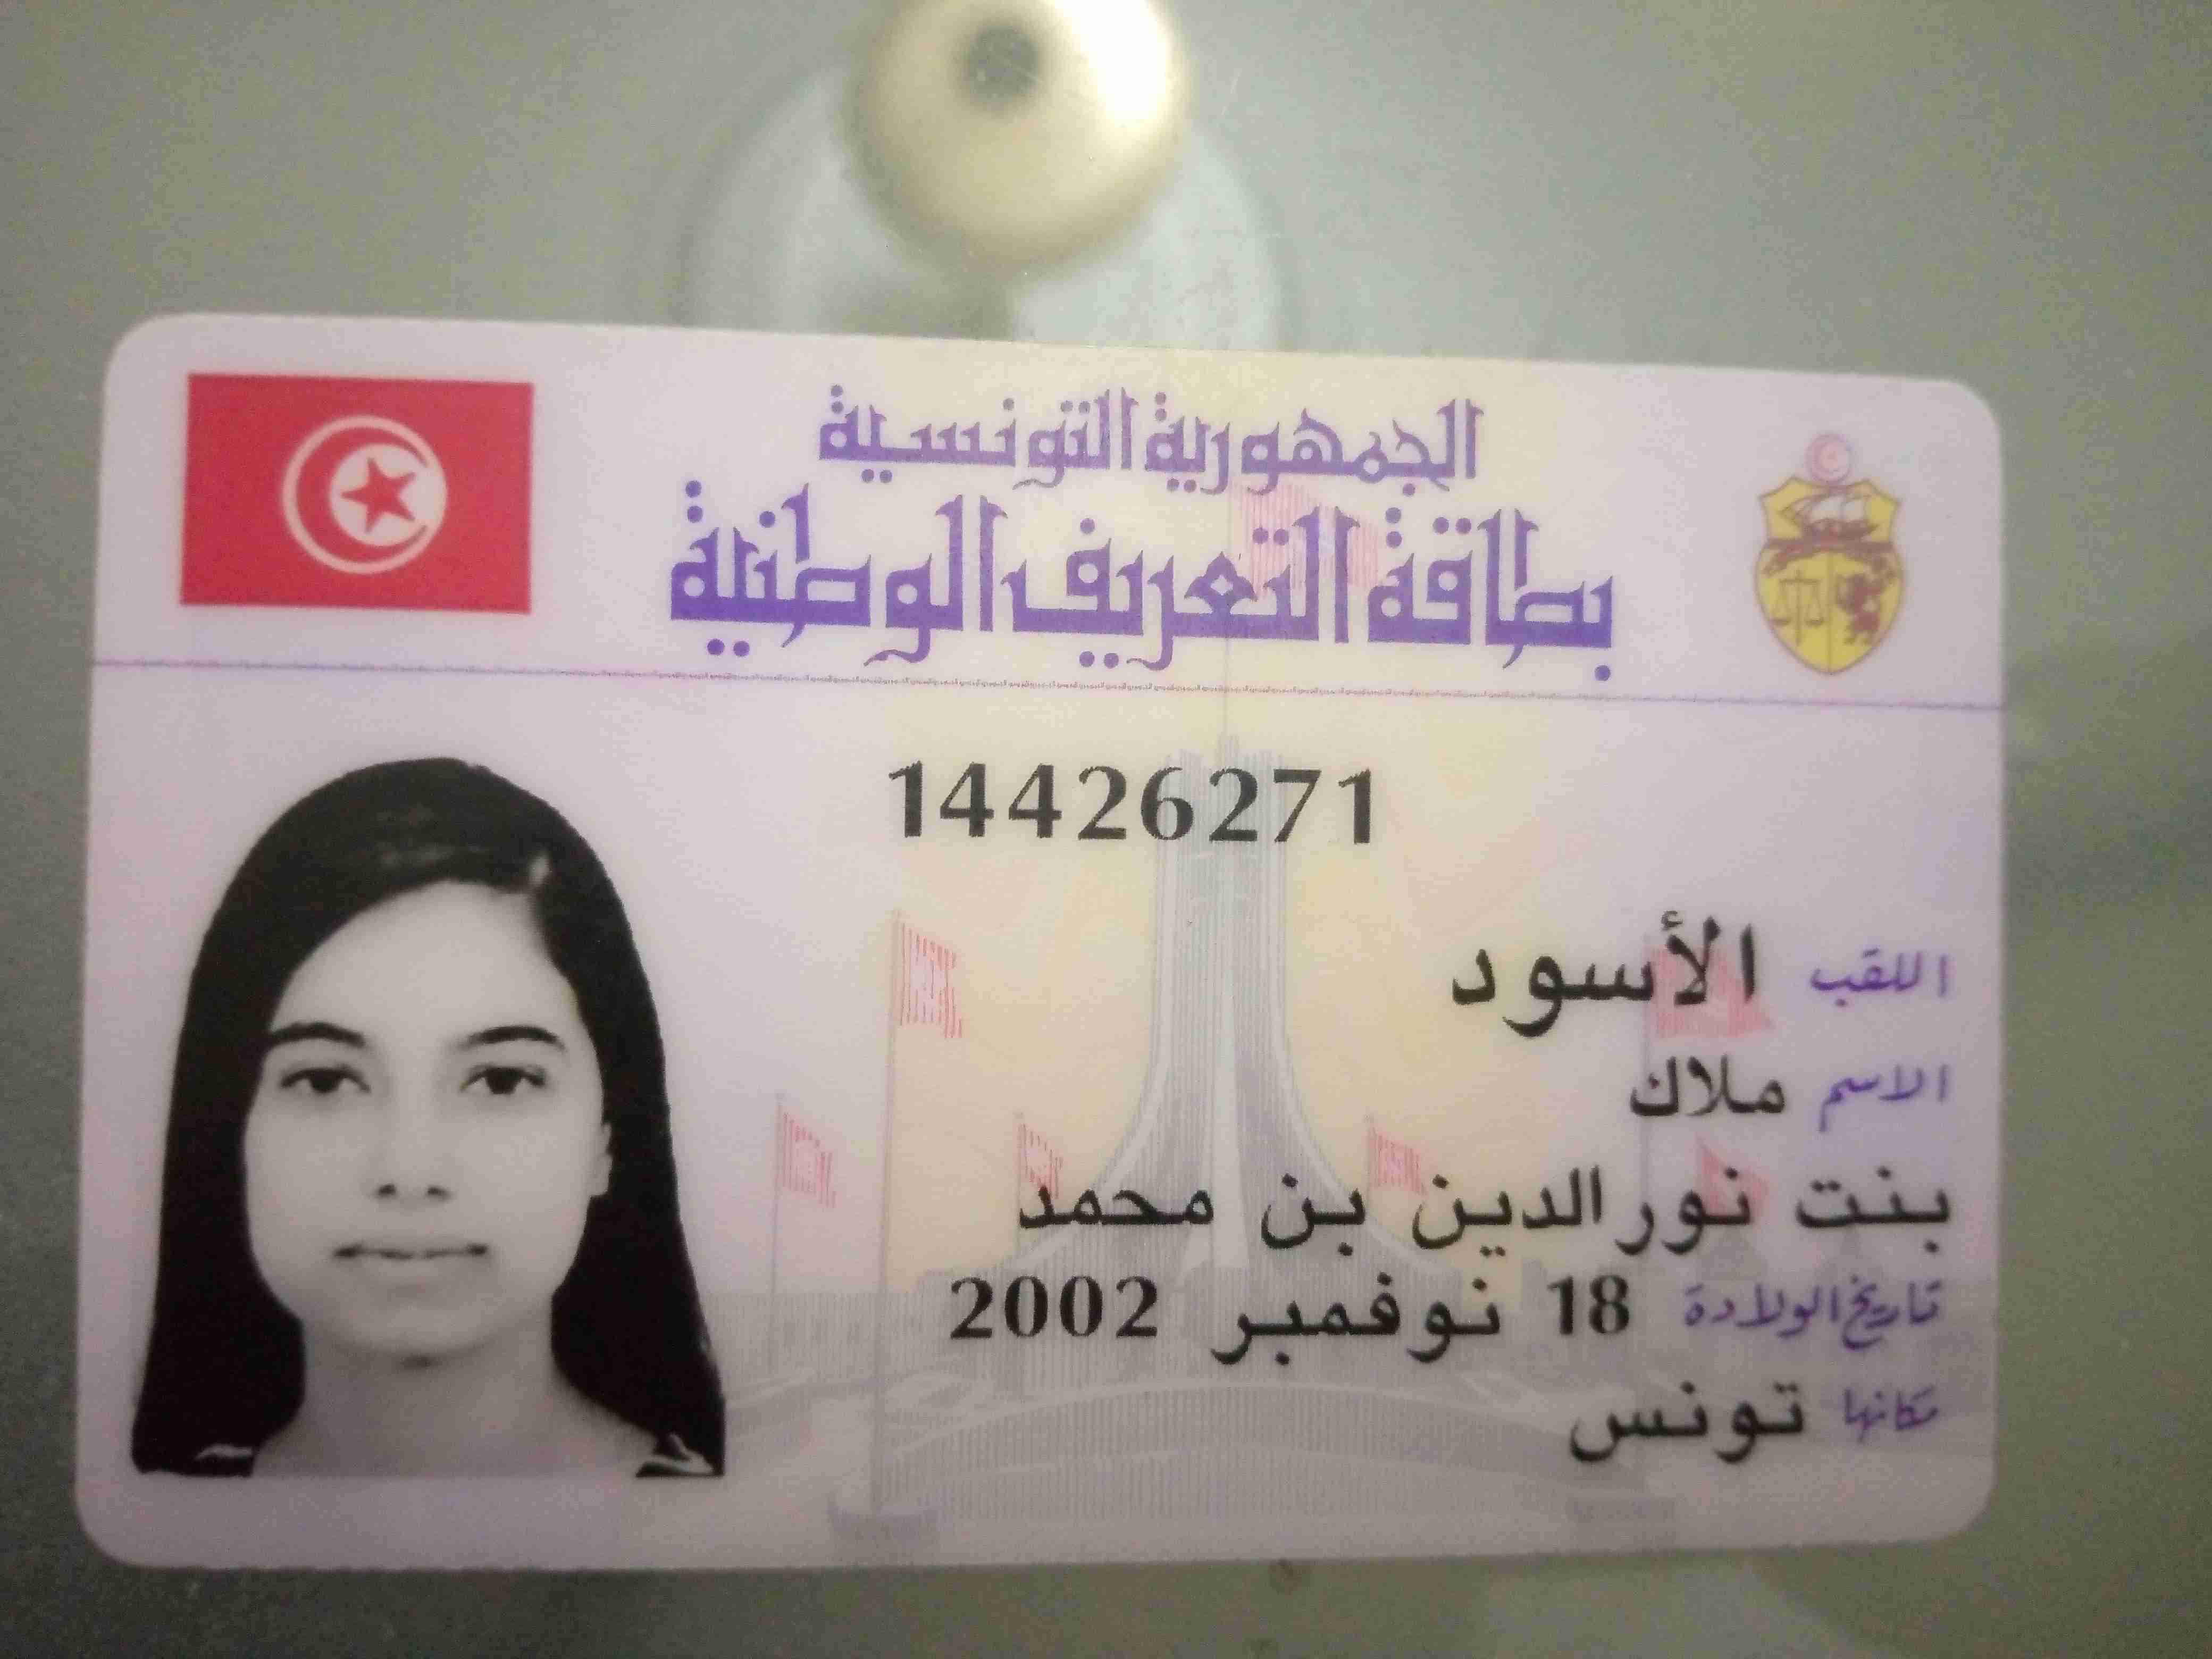 الجمهورية التونسية
بطاقة التعريف الوطنية
14426271
اللقب الأسود
الاسم ملاك
بنت نورالدين بن محمد
تاريخ الولادة 18 نوفمبر 2002
مكانها تونس